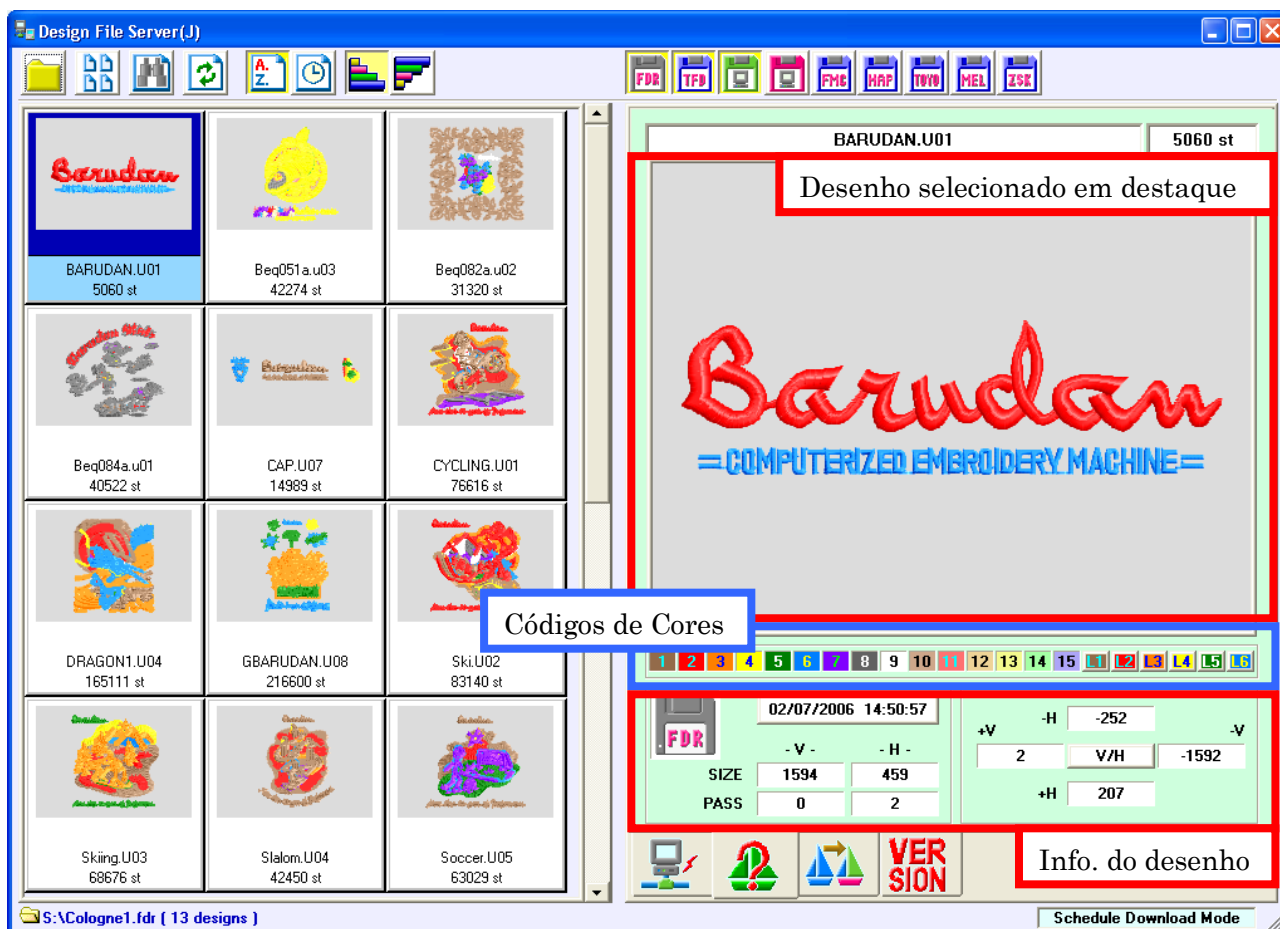 Design File Server(J)
A.
Z.
FDR TFD FMC HAP TOYO MEL ZSK
BARUDAN.U01 5060 st
Desenho selecionado em destaque
Barudan
=COMPUTERIZED EMBROIDERY MACHINE=
BARUDAN.U01 Beq051a.u03 Beq082a.u02
5060 st 42274 st 31320 st
Beq084a.u01 CAP.U07 CYCLING.U01
40522 st 14989 st 76616 st
DRAGON1.U04 GBARUDAN.U08 Ski.U02
165111 st 216600 st 83140 st
Skiing.U03 Slalom.U04 Soccer.U05
68676 st 42450 st 63029 st
Códigos de Cores
1 2 3 4 5 6 7 8 9 10 11 12 13 14 15 L1 L2 L3 L4 L5 L6
FDR
02/07/2006 14:50:57
- V - - H -
SIZE 1594 459
PASS 0 2
-H -252
+V -V
2 V/H -1592
+H 207
?
VER
SION
Info. do desenho
S:\Cologne1.fdr ( 13 designs )
Schedule Download Mode